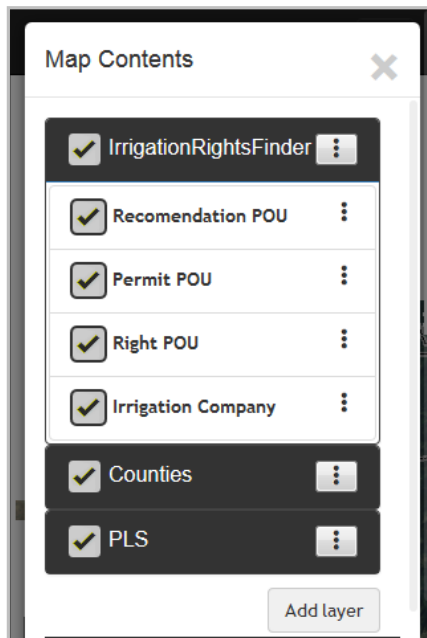 Map Contents
IrrigationRightsFinder
Recomendation POU
Permit POU
Right POU
Irrigation Company
Counties
PLS
Add layer